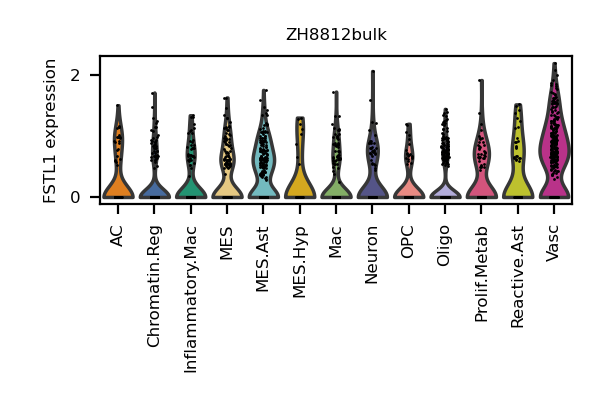 ZH8812bulk
FSTL1 expression
2
0
AC
Chromatin.Reg
Inflammatory.Mac
MES
MES.Ast
MES.Hyp
Mac
Neuron
OPC
Oligo
Prolif.Metab
Reactive.Ast
Vasc